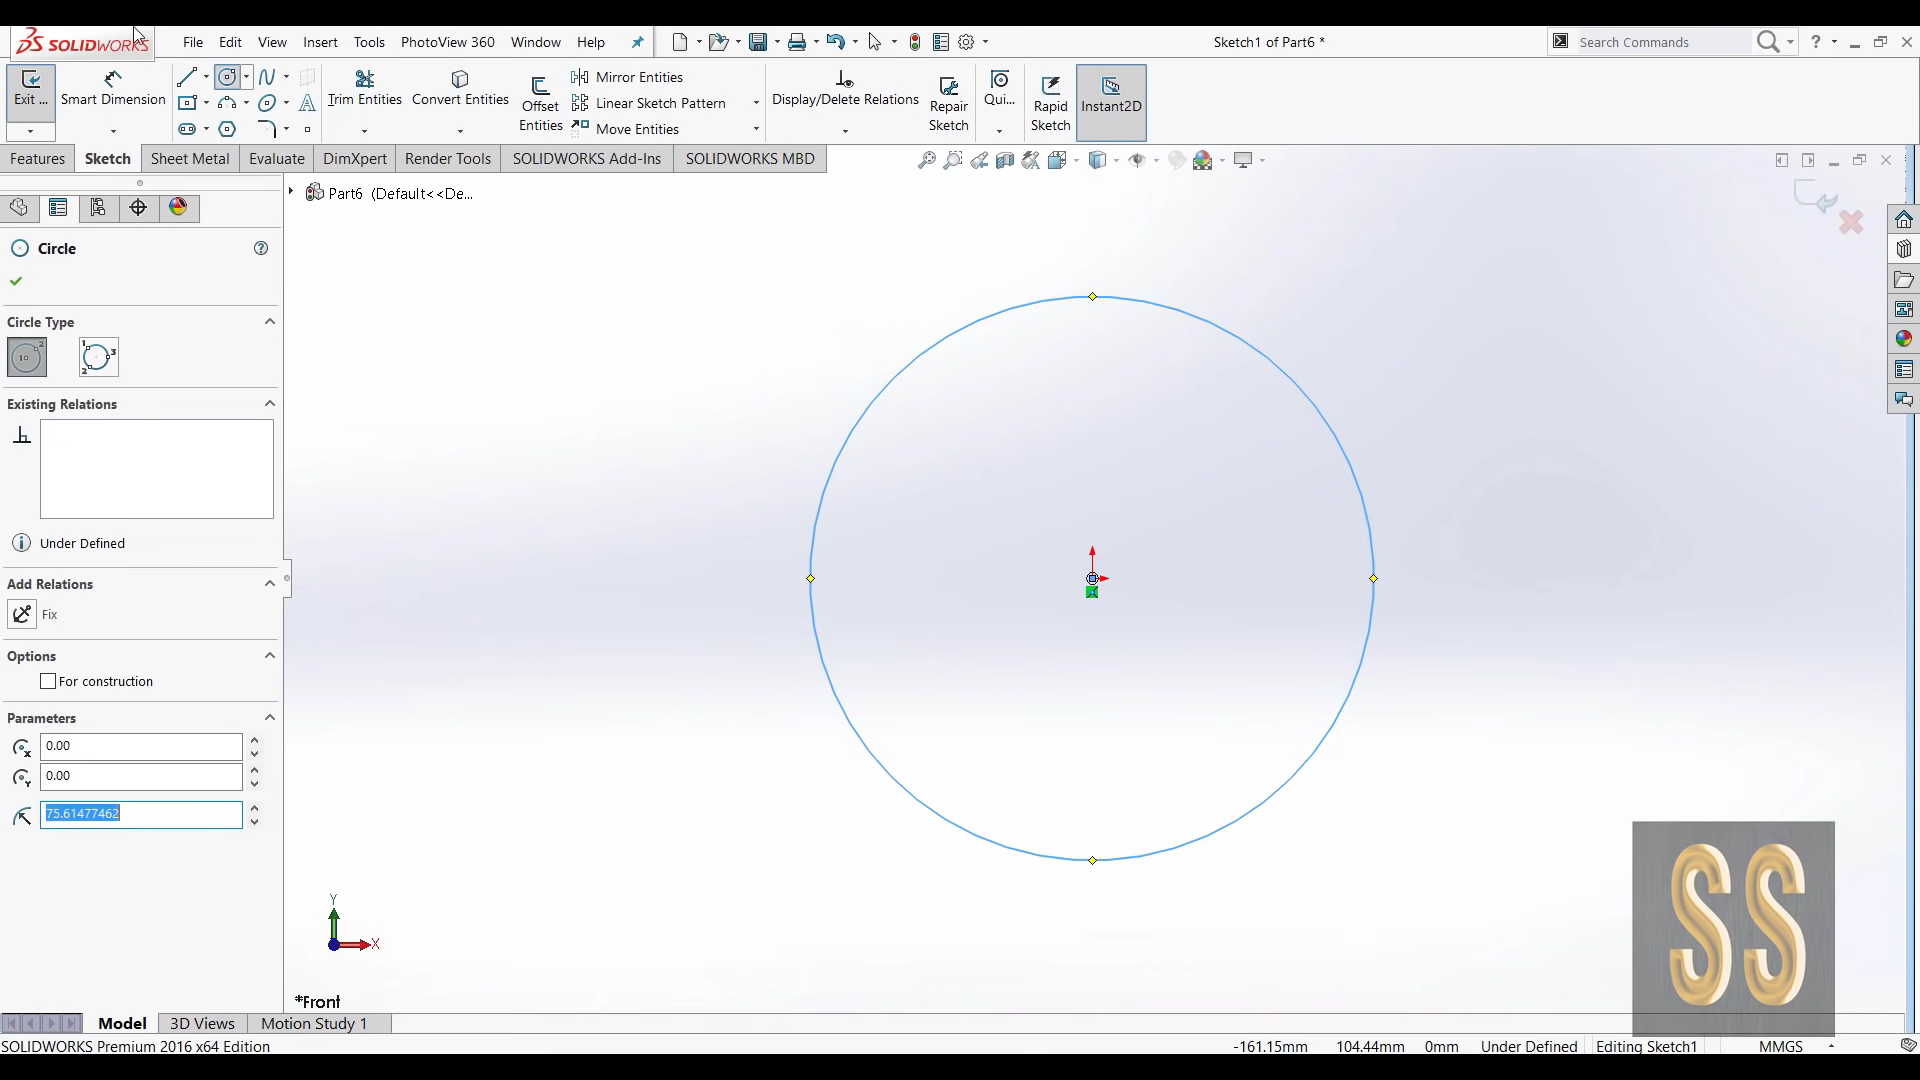 SOLIDWORKS File Edit View Insert Tools PhotoView 360 Window Help Sketch1 of Part6 * Search Commands ?
Exit ... Smart Dimension Trim Entities Convert Entities Offset Entities Mirror Entities Linear Sketch Pattern Move Entities Display/Delete Relations Repair Sketch Qui... Rapid Sketch Instant2D
Features Sketch Sheet Metal Evaluate DimXpert Render Tools SOLIDWORKS Add-Ins SOLIDWORKS MBD
Part6 (Default<<De...
Circle ?
Circle Type
Existing Relations
Under Defined
Add Relations
Fix
Options
For construction
Parameters
0.00
0.00
75.61477462
Y
X
*Front
SS
Model 3D Views Motion Study 1
SOLIDWORKS Premium 2016 x64 Edition -161.15mm 104.44mm 0mm Under Defined Editing Sketch1 MMGS